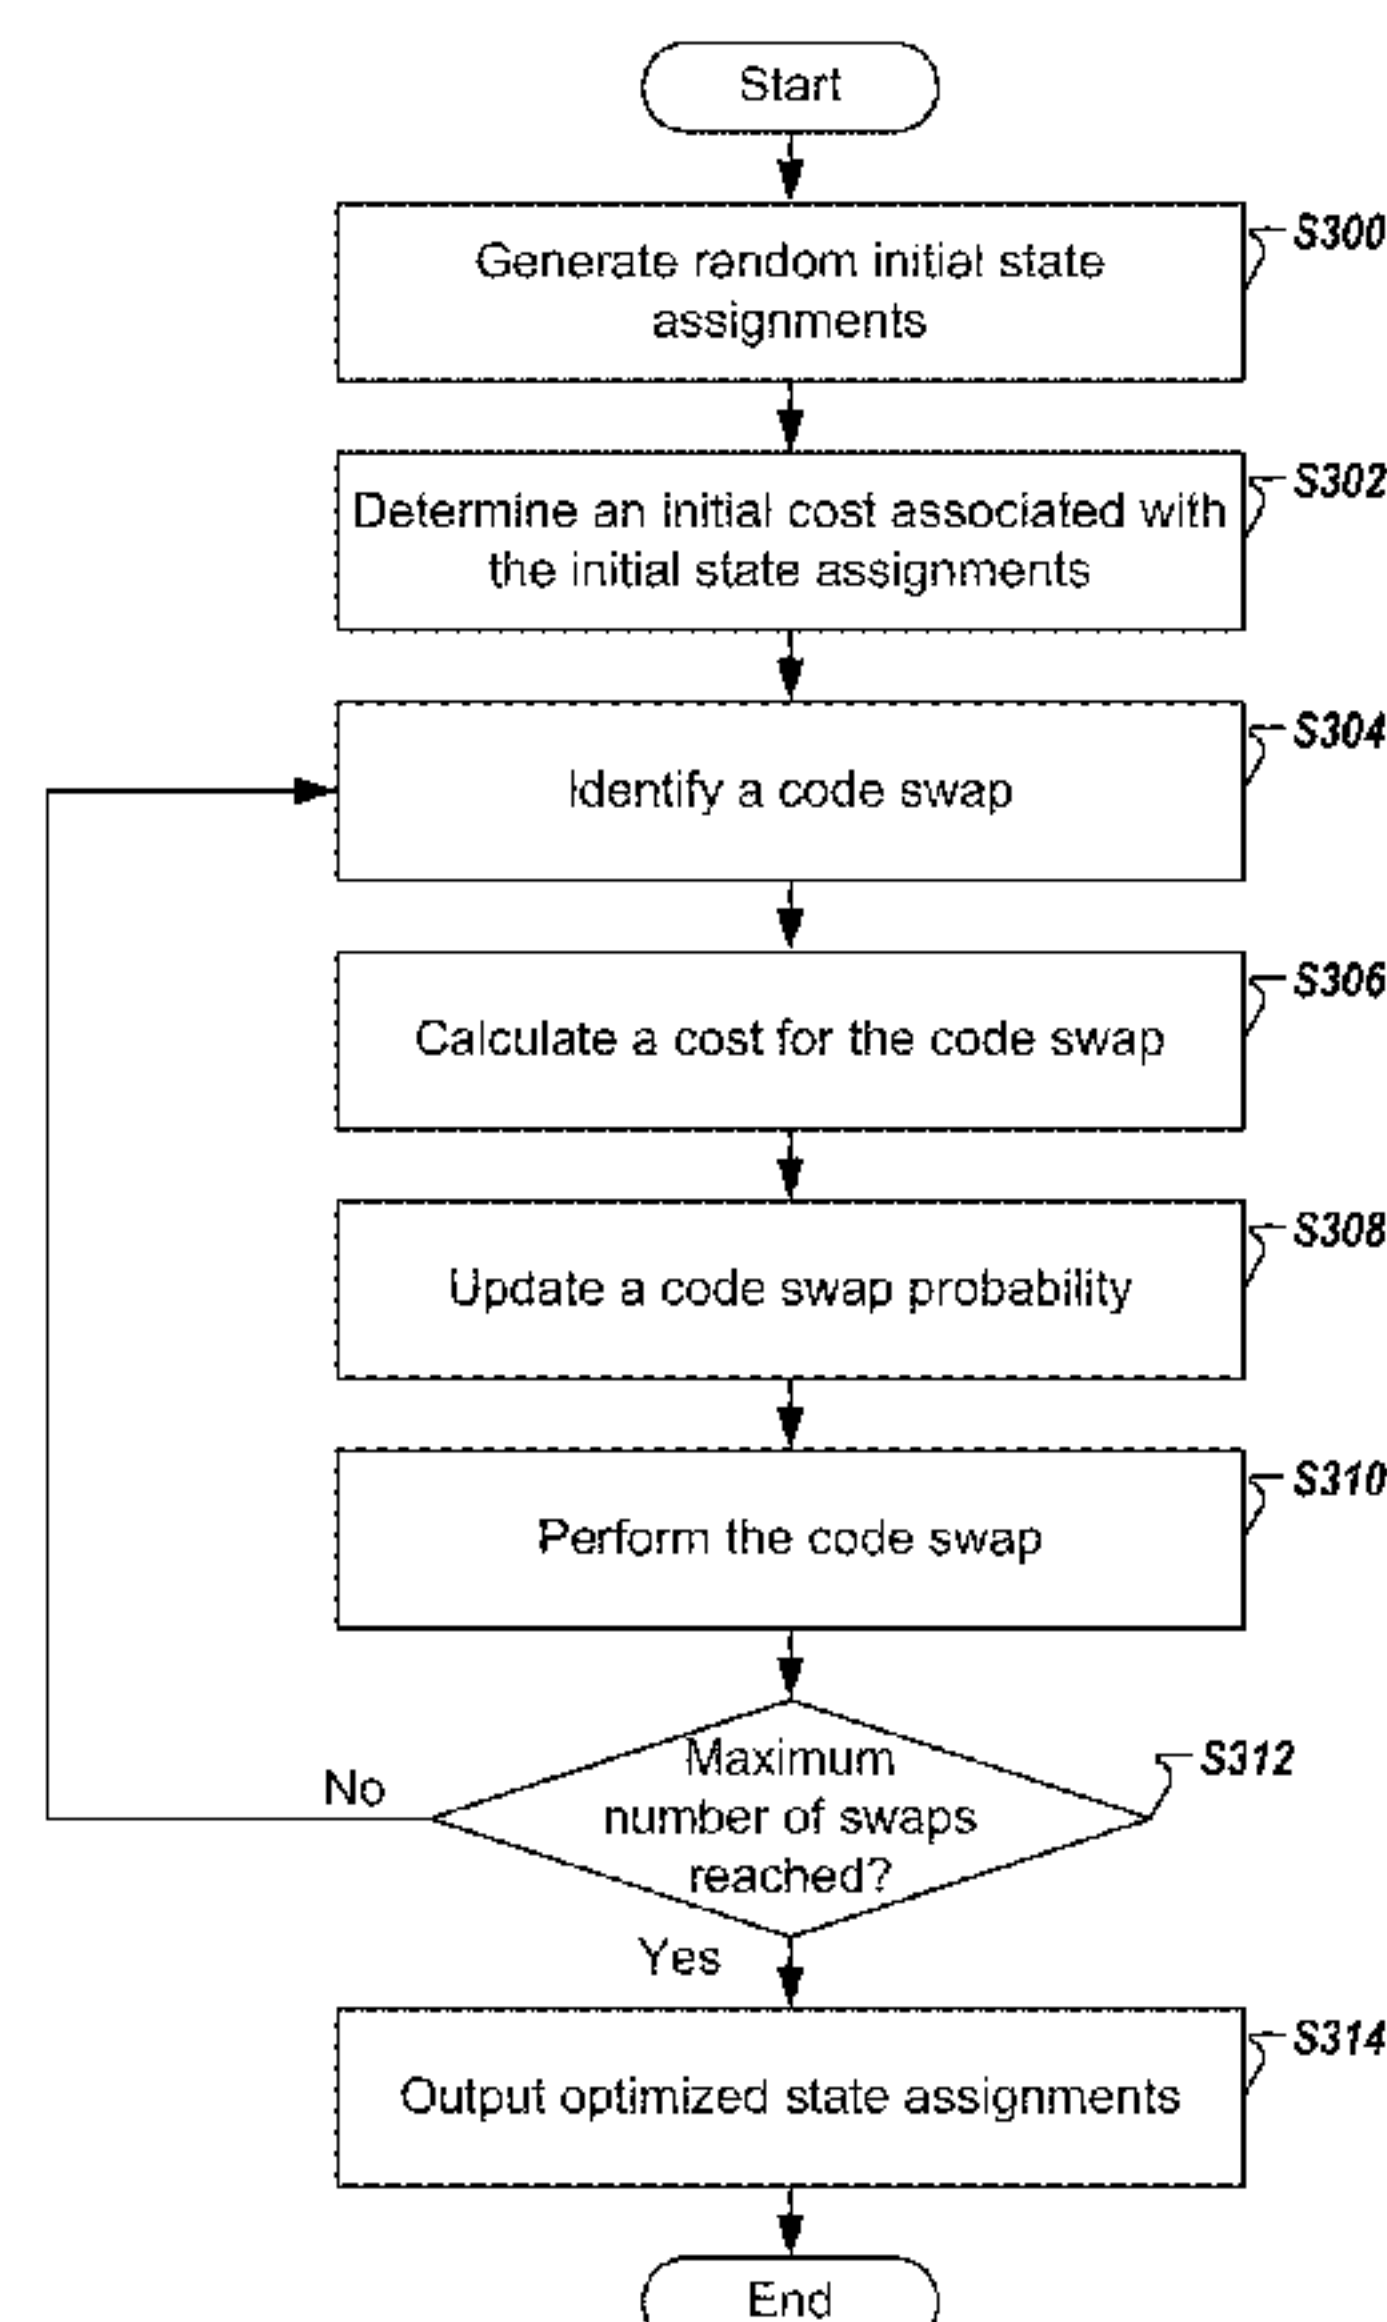 Start
Generate random initial state
assignments
S300
Determine an initial cost associated with
the initial state assignments
S302
Identify a code swap
S304
Calculate a cost for the code swap
S306
Update a code swap probability
S308
Perform the code swap
S310
Maximum
number of swaps
reached?
S312
No
Yes
Output optimized state assignments
S314
End